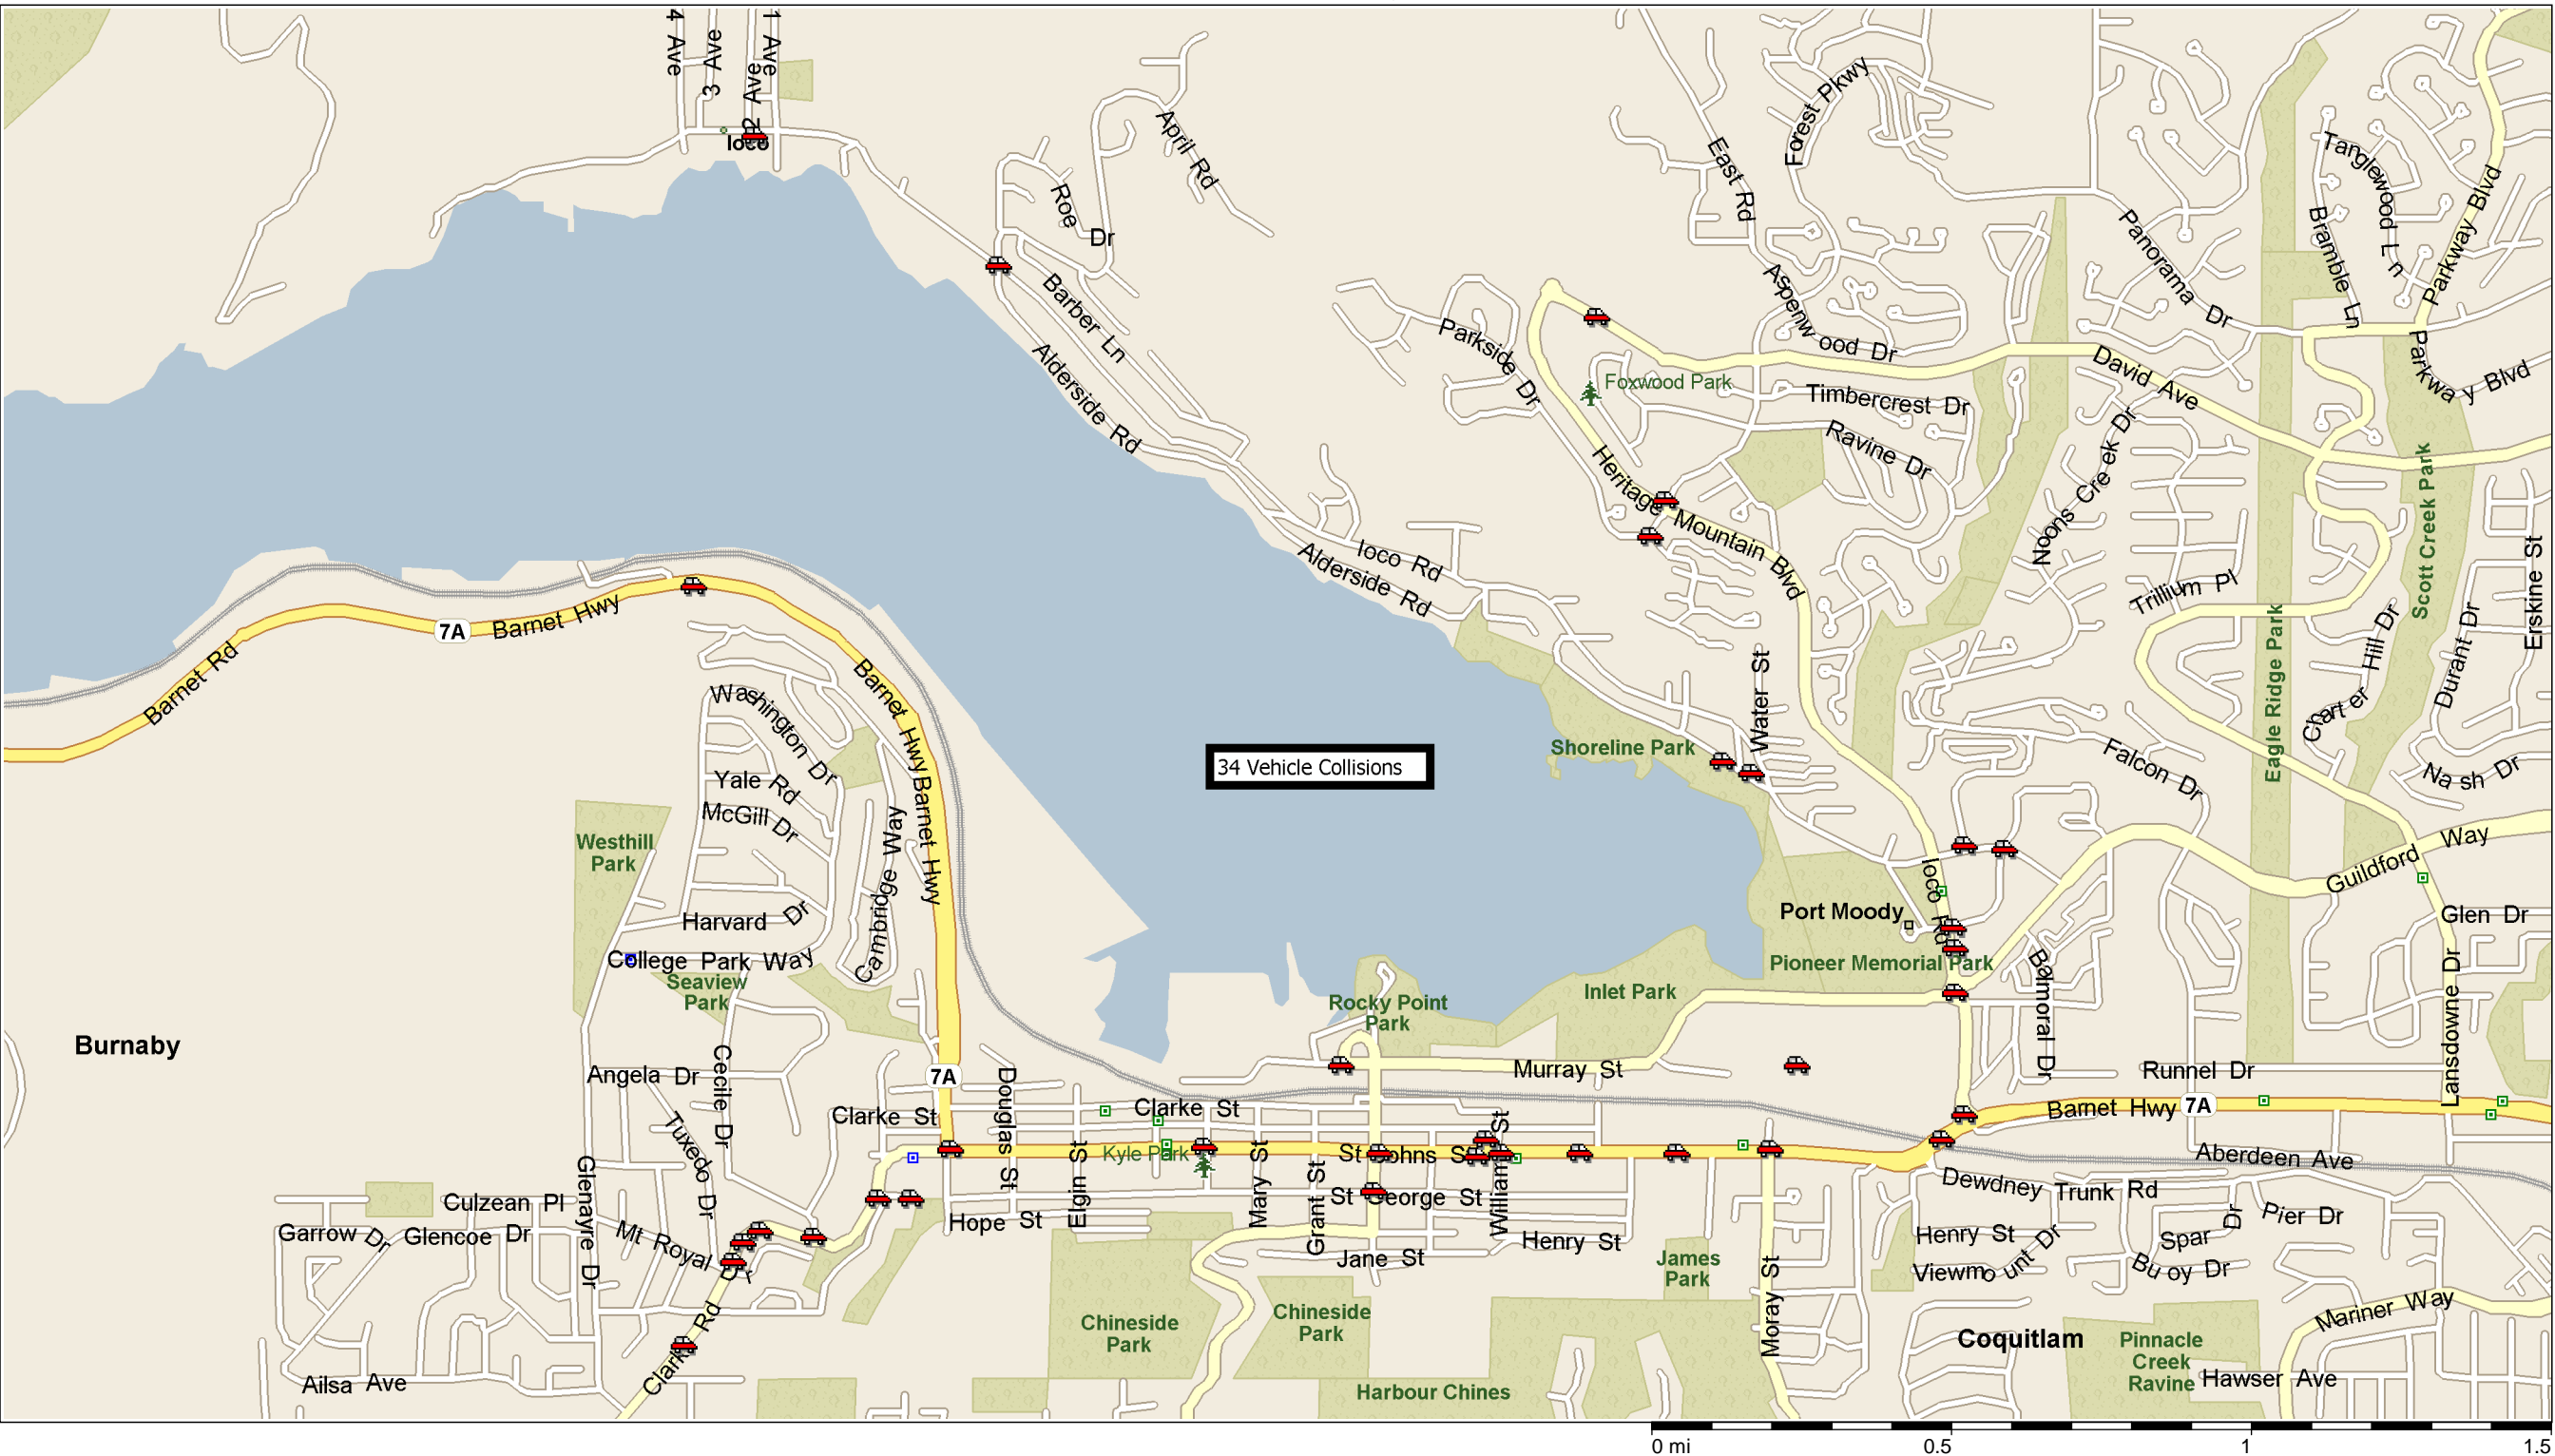 4 Ave
3 Ave
2 Ave
1 Ave
Ioco
April Rd
Roe Dr
Barber Ln
Alderside Rd
Forest Pkwy
East Rd
Aspenwood Dr
Panorama Dr
Tanglewood Ln
Bramble Ln
Parkway Blvd
Parkway Blvd
David Ave
Parkside Dr
Foxwood Park
Timbercrest Dr
Ravine Dr
Heritage Mountain Blvd
Noons Creek Dr
Trillium Pl
Scott Creek Park
Eagle Ridge Park
Erskine St
Durant Dr
Carter Hill Dr
Nash Dr
Ioco Rd
Alderside Rd
Barnet Rd
7A
Barnet Hwy
Barnet Hwy
Barnet Hwy
Washington Dr
Yale Rd
McGill Dr
Cambridge Way
Westhill
Park
Harvard Dr
College Park Way
Seaview
Park
34 Vehicle Collisions
Shoreline Park
Water St
Falcon Dr
Guildford Way
Glen Dr
Lansdowne Dr
Ioco Rd
Port Moody
Pioneer Memorial Park
Balmoral Dr
Inlet Park
Rocky Point
Park
Burnaby
Angela Dr
Cecile Dr
Tuxedo Dr
Glenayre Dr
7A
Clarke St
Clarke St
Douglas St
Elgin St
Kyle Park
Mary St
Grant St
St Johns St
St George St
William St
Murray St
Runnel Dr
Barnet Hwy
7A
Aberdeen Ave
Dewdney Trunk Rd
Culzean Pl
Garrow Dr
Glencoe Dr
Mt Royal Dr
Hope St
Jane St
Henry St
James
Park
Moray St
Henry St
Viewmount Dr
Spar Dr
Pier Dr
Buoy Dr
Mariner Way
Ailsa Ave
Clarke Rd
Chineside
Park
Chineside
Park
Harbour Chines
Coquitlam
Pinnacle
Creek
Ravine
Hawser Ave
0 mi
0.5
1
1.5